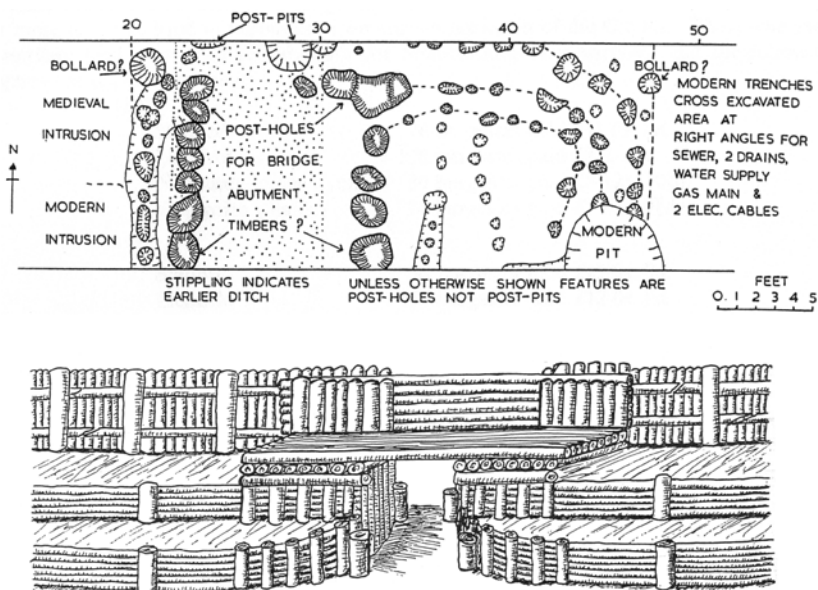 20 30 40 50
POST-PITS
BOLLARD?
MEDIEVAL
INTRUSION
N
MODERN
INTRUSION
POST-HOLES
FOR BRIDGE
ABUTMENT
TIMBERS ?
MODERN
PIT
BOLLARD ?
MODERN TRENCHES
CROSS EXCAVATED
AREA AT
RIGHT ANGLES FOR
SEWER, 2 DRAINS,
WATER SUPPLY
GAS MAIN &
2 ELEC. CABLES
STIPPLING INDICATES
EARLIER DITCH
UNLESS OTHERWISE SHOWN FEATURES ARE
POST-HOLES NOT POST-PITS
FEET
0. 1 2 3 4 5